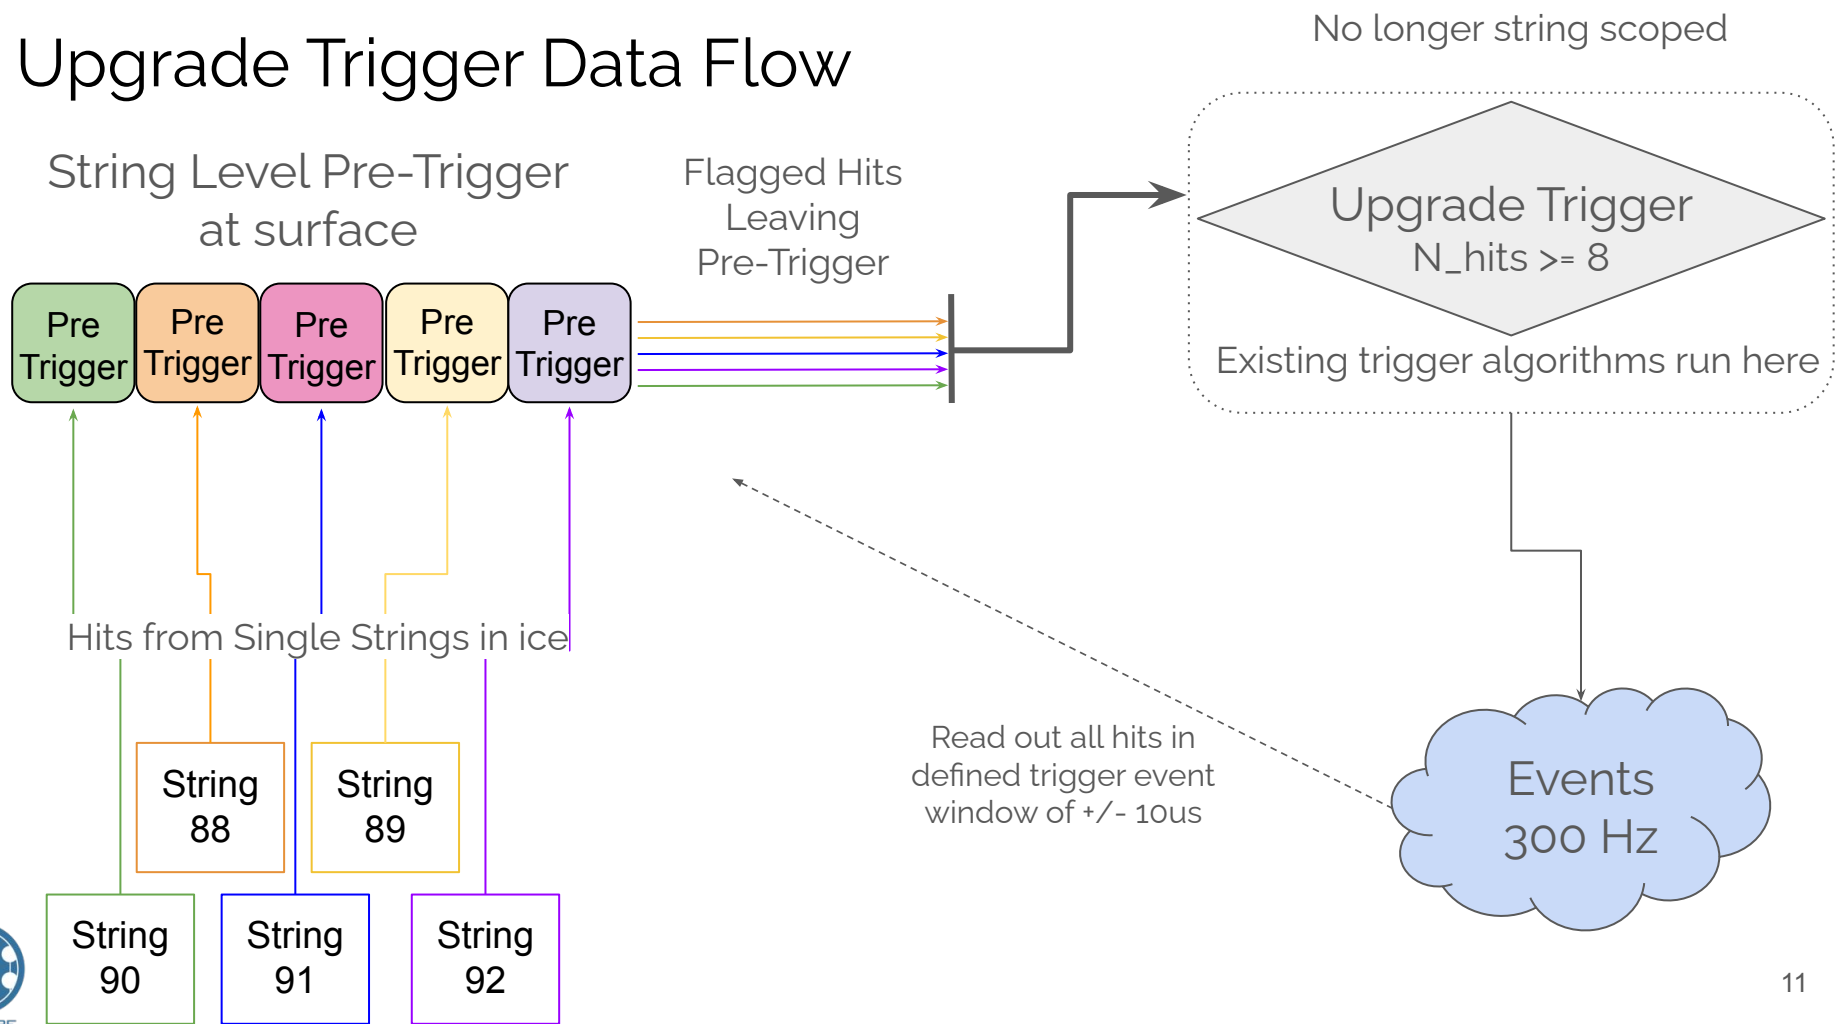 No longer string scoped
Upgrade Trigger Data Flow
String Level Pre-Trigger
at surface
Flagged Hits
Leaving
Pre-Trigger
Upgrade Trigger
N_hits >= 8
Existing trigger algorithms run here
Pre
Trigger
Pre
Trigger
Pre
Trigger
Pre
Trigger
Pre
Trigger
Hits from Single Strings in ice
String
88
String
89
String
90
String
91
String
92
Read out all hits in
defined trigger event
window of +/- 10us
Events
300 Hz
11